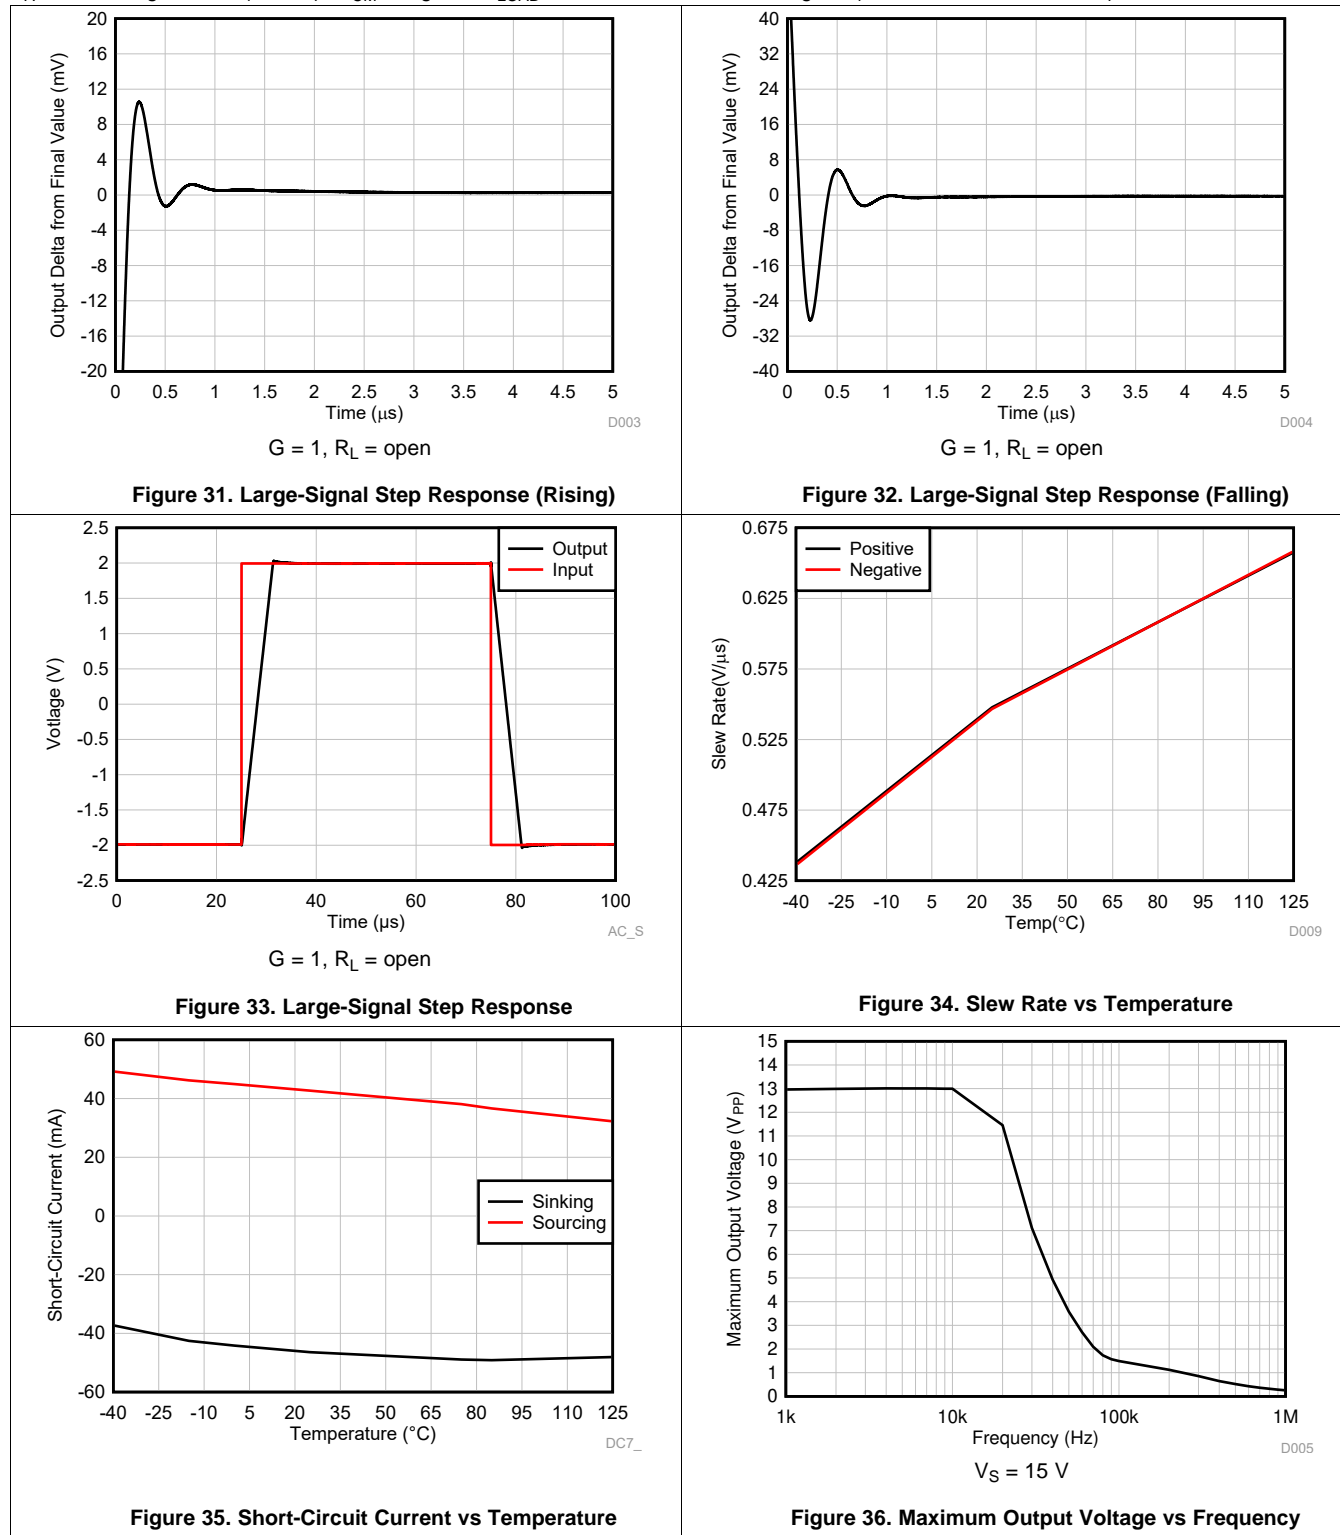 20
16
12
8
4
0
-4
-8
-12
-16
-20
Output Delta from Final Value (mV)
0 0.5 1 1.5 2 2.5 3 3.5 4 4.5 5
Time (µs)
D003
G = 1, RL = open
Figure 31. Large-Signal Step Response (Rising)
40
32
24
16
8
0
-8
-16
-24
-32
-40
Output Delta from Final Value (mV)
0 0.5 1 1.5 2 2.5 3 3.5 4 4.5 5
Time (µs)
D004
G = 1, RL = open
Figure 32. Large-Signal Step Response (Falling)
2.5
2
1.5
1
0.5
0
-0.5
-1
-1.5
-2
-2.5
Votlage (V)
Output
Input
0 20 40 60 80 100
Time (µs)
AC_S
G = 1, RL = open
Figure 33. Large-Signal Step Response
0.675
0.625
0.575
0.525
0.475
0.425
Slew Rate(V/µs)
Positive
Negative
-40 -25 -10 5 20 35 50 65 80 95 110 125
Temp(°C)
D009
Figure 34. Slew Rate vs Temperature
60
40
20
0
-20
-40
-60
Short-Circuit Current (mA)
Sinking
Sourcing
-40 -25 -10 5 20 35 50 65 80 95 110 125
Temperature (°C)
DC7_
Figure 35. Short-Circuit Current vs Temperature
15
14
13
12
11
10
9
8
7
6
5
4
3
2
1
0
Maximum Output Voltage (VPP)
1k 10k 100k 1M
Frequency (Hz)
D005
VS = 15 V
Figure 36. Maximum Output Voltage vs Frequency